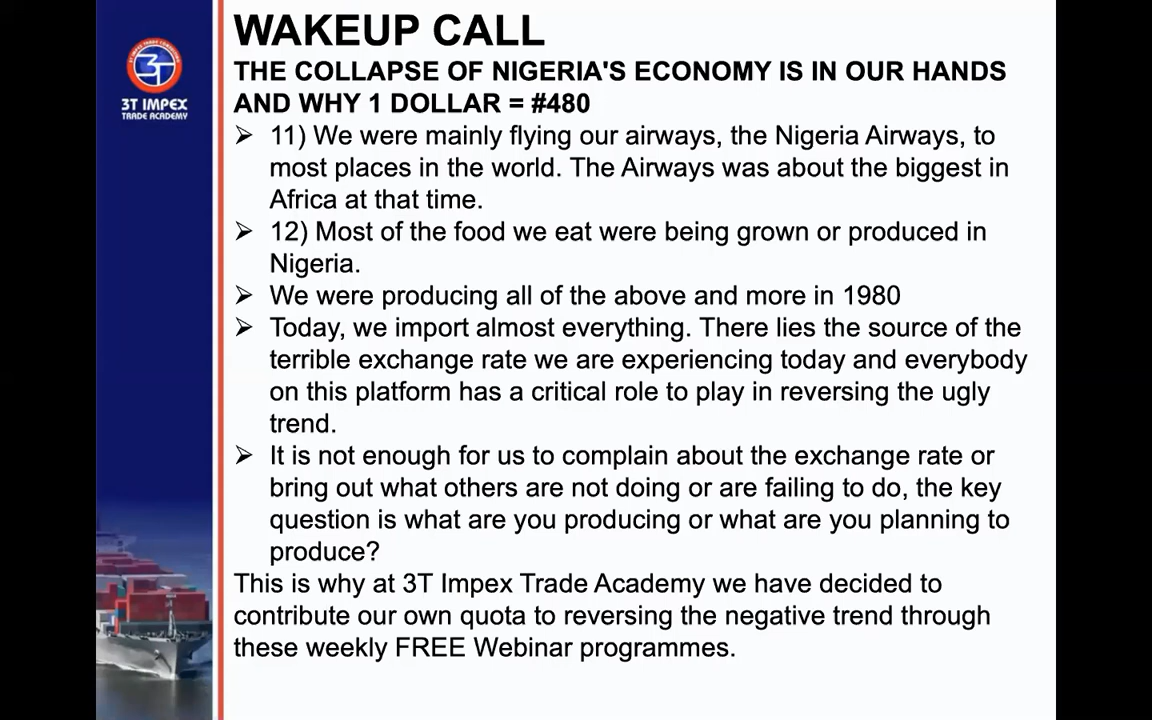 WAKEUP CALL
THE COLLAPSE OF NIGERIA'S ECONOMY IS IN OUR HANDS
AND WHY 1 DOLLAR = #480
➢ 11) We were mainly flying our airways, the Nigeria Airways, to
most places in the world. The Airways was about the biggest in
Africa at that time.
➢ 12) Most of the food we eat were being grown or produced in
Nigeria.
➢ We were producing all of the above and more in 1980
➢ Today, we import almost everything. There lies the source of the
terrible exchange rate we are experiencing today and everybody
on this platform has a critical role to play in reversing the ugly
trend.
➢ It is not enough for us to complain about the exchange rate or
bring out what others are not doing or are failing to do, the key
question is what are you producing or what are you planning to
produce?
This is why at 3T Impex Trade Academy we have decided to
contribute our own quota to reversing the negative trend through
these weekly FREE Webinar programmes.
3T
3T IMPEX
TRADE ACADEMY